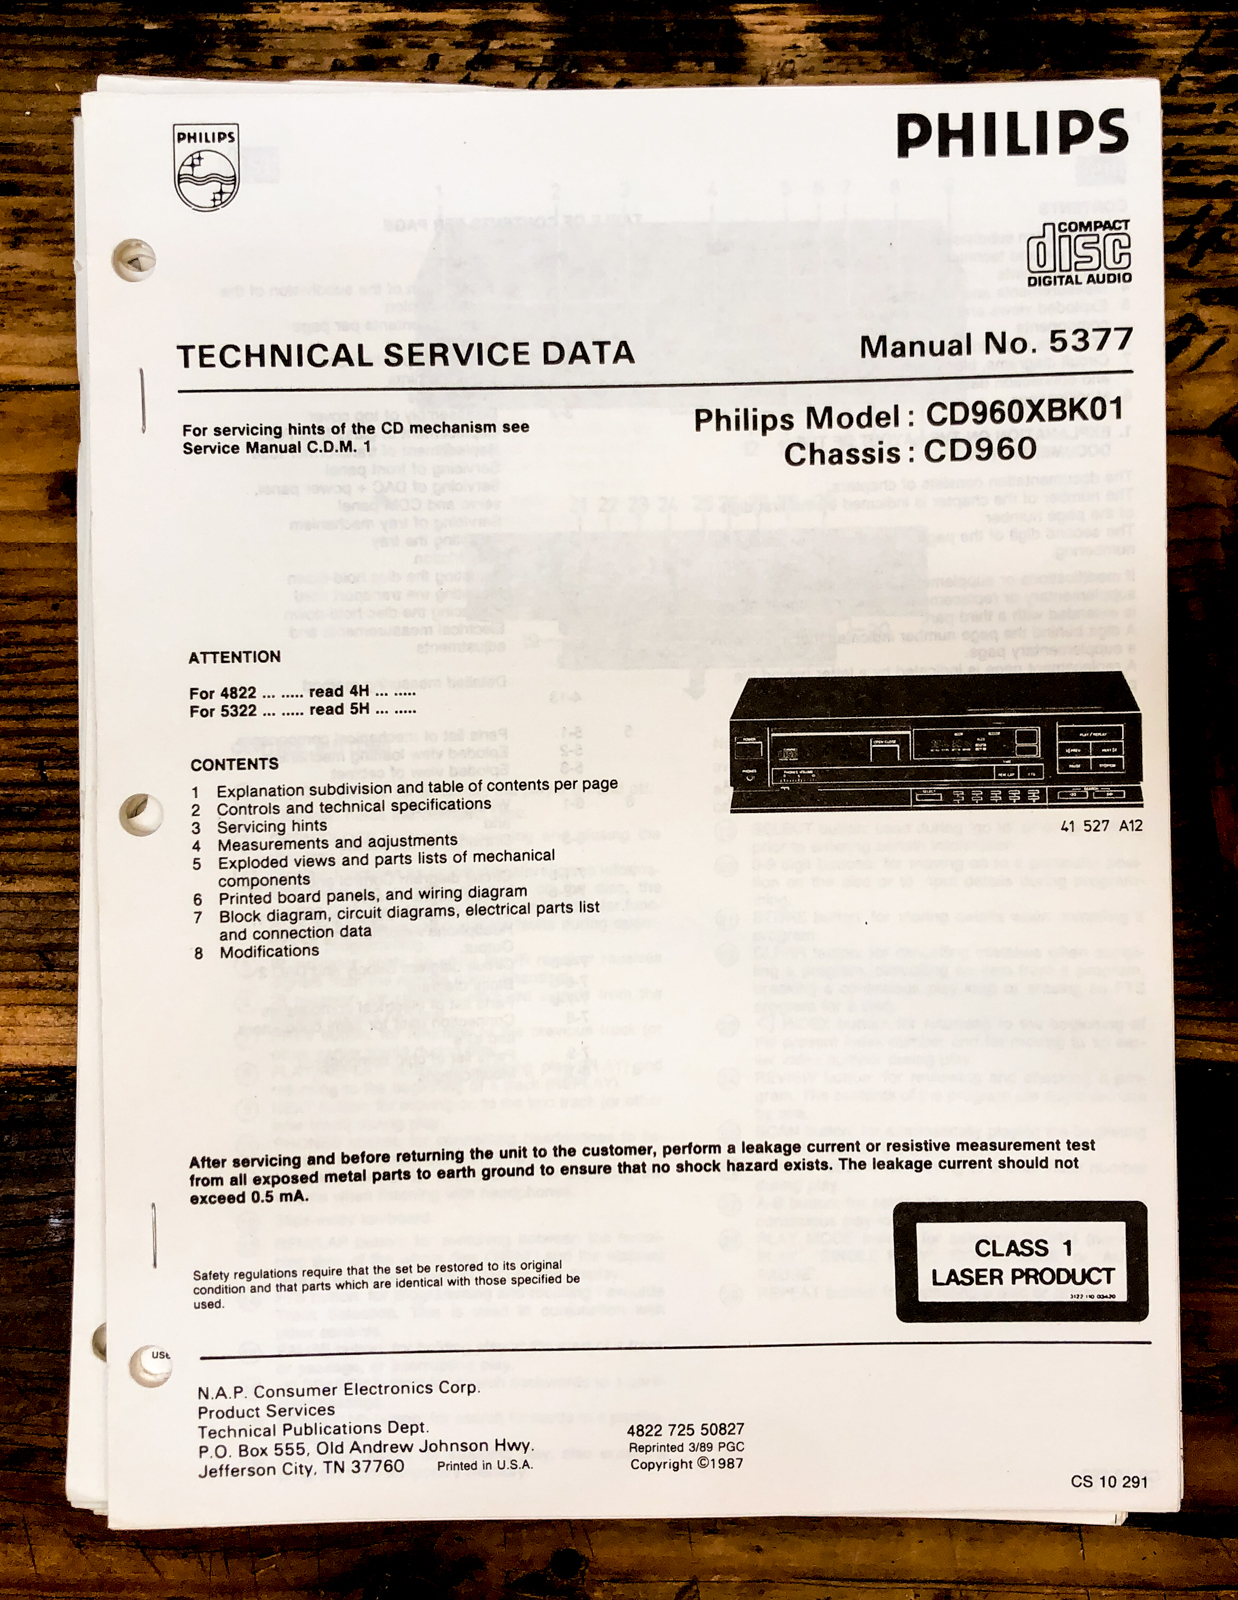 PHILIPS
PHILIPS
COMPACT
disc
DIGITAL AUDIO
TECHNICAL SERVICE DATA
Manual No. 5377
For servicing hints of the CD mechanism see
Service Manual C.D.M. 1
Philips Model : CD960XBK01
Chassis : CD960
ATTENTION
For 4822 ... ..... read 4H ... .....
For 5322 ... ..... read 5H ... .....
41 527 A12
CONTENTS
1 Explanation subdivision and table of contents per page
2 Controls and technical specifications
3 Servicing hints
4 Measurements and adjustments
5 Exploded views and parts lists of mechanical
components
6 Printed board panels, and wiring diagram
7 Block diagram, circuit diagrams, electrical parts list
and connection data
8 Modifications
After servicing and before returning the unit to the customer, perform a leakage current or resistive measurement test
from all exposed metal parts to earth ground to ensure that no shock hazard exists. The leakage current should not
exceed 0.5 mA.
Safety regulations require that the set be restored to its original
condition and that parts which are identical with those specified be
used.
CLASS 1
LASER PRODUCT
N.A.P. Consumer Electronics Corp.
Product Services
Technical Publications Dept.
P.O. Box 555, Old Andrew Johnson Hwy.
Jefferson City, TN 37760 Printed in U.S.A.
4822 725 50827
Reprinted 3/89 PGC
Copyright ©1987
CS 10 291